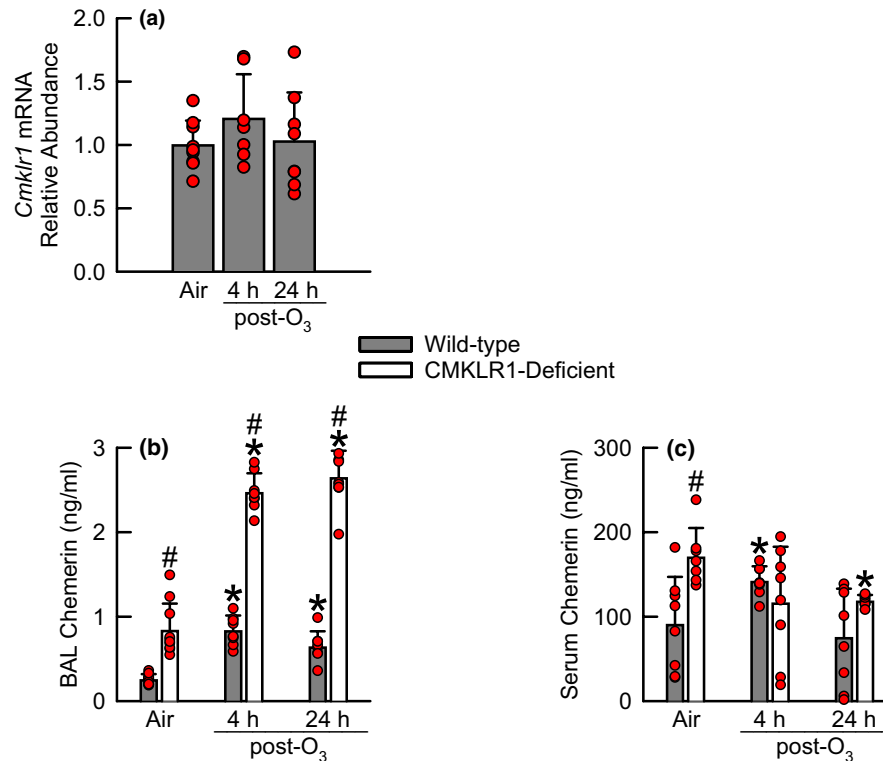 (a)
2.0
1.5
1.0
0.5
0.0
Cmklr1 mRNA
Relative Abundance
Air 4 h 24 h
post-O₃
Wild-type
CMKLR1-Deficient
(b)
3
2
1
0
BAL Chemerin (ng/ml)
# * * # * * #
Air 4 h 24 h
post-O₃
(c)
300
200
100
0
Serum Chemerin (ng/ml)
# * *
Air 4 h 24 h
post-O₃